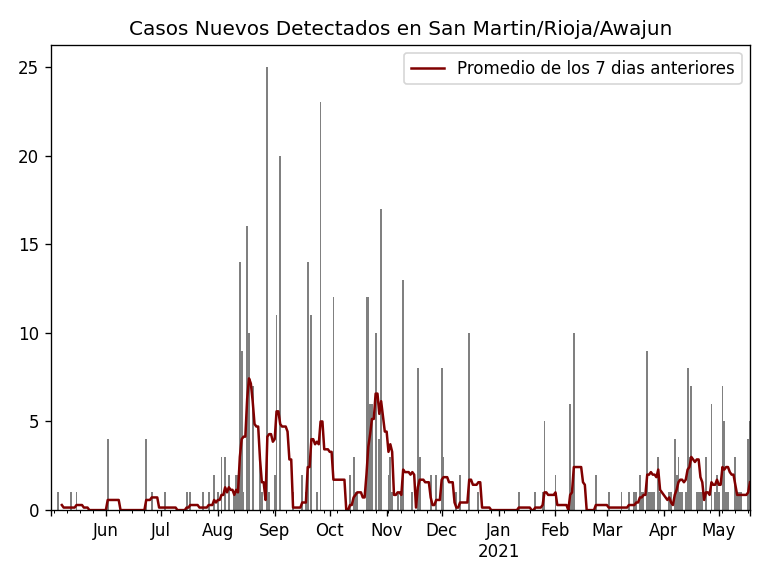 Casos Nuevos Detectados en San Martin/Rioja/Awajun
Promedio de los 7 dias anteriores
25
20
15
10
5
0
Jun Jul Aug Sep Oct Nov Dec Jan Feb Mar Apr May
2021